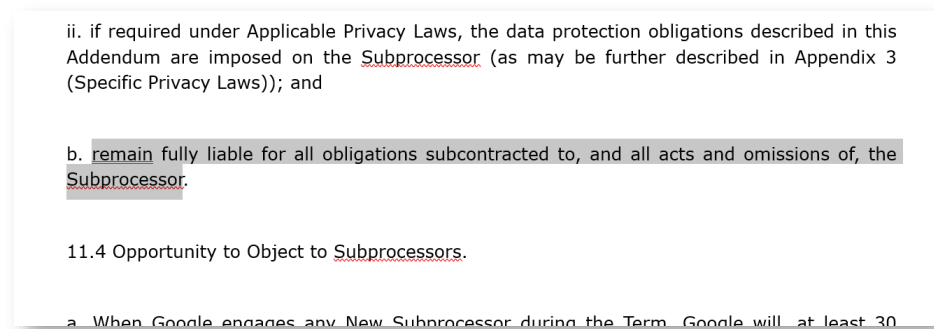 ii. if required under Applicable Privacy Laws, the data protection obligations described in this
Addendum are imposed on the Subprocessor (as may be further described in Appendix 3
(Specific Privacy Laws)); and
b. remain fully liable for all obligations subcontracted to, and all acts and omissions of, the
Subprocessor.
11.4 Opportunity to Object to Subprocessors.
a. When Google engages any New Subprocessor during the Term, Google will, at least 30